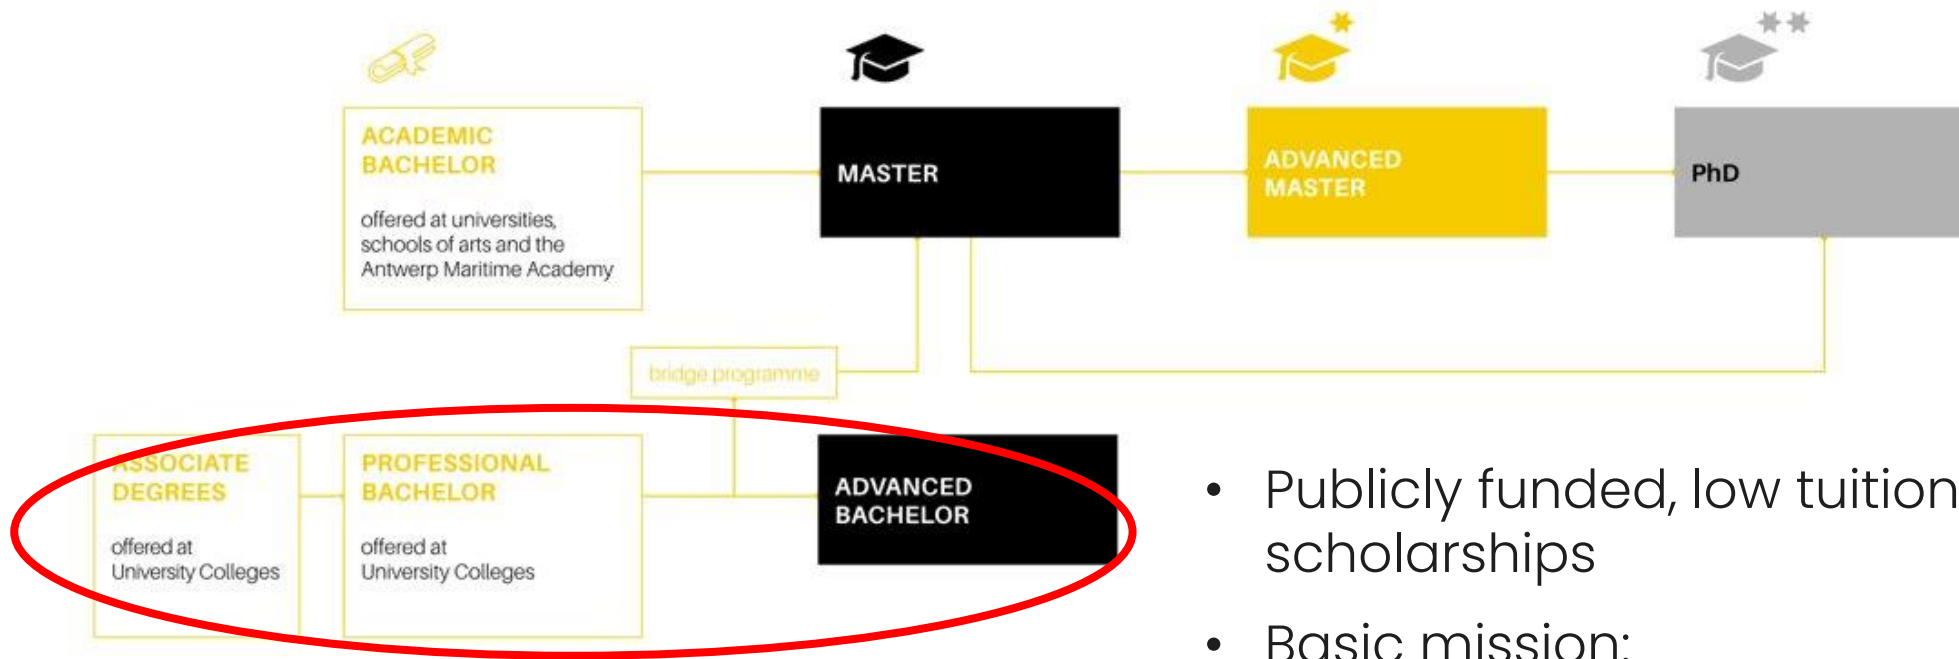 ACADEMIC
BACHELOR
offered at universities,
schools of arts and the
Antwerp Maritime Academy
MASTER
ADVANCED
MASTER
PhD
bridge programme
ASSOCIATE
DEGREES
offered at
University Colleges
PROFESSIONAL
BACHELOR
offered at
University Colleges
ADVANCED
BACHELOR
• Publicly funded, low tuition
scholarships
• Basic mission: